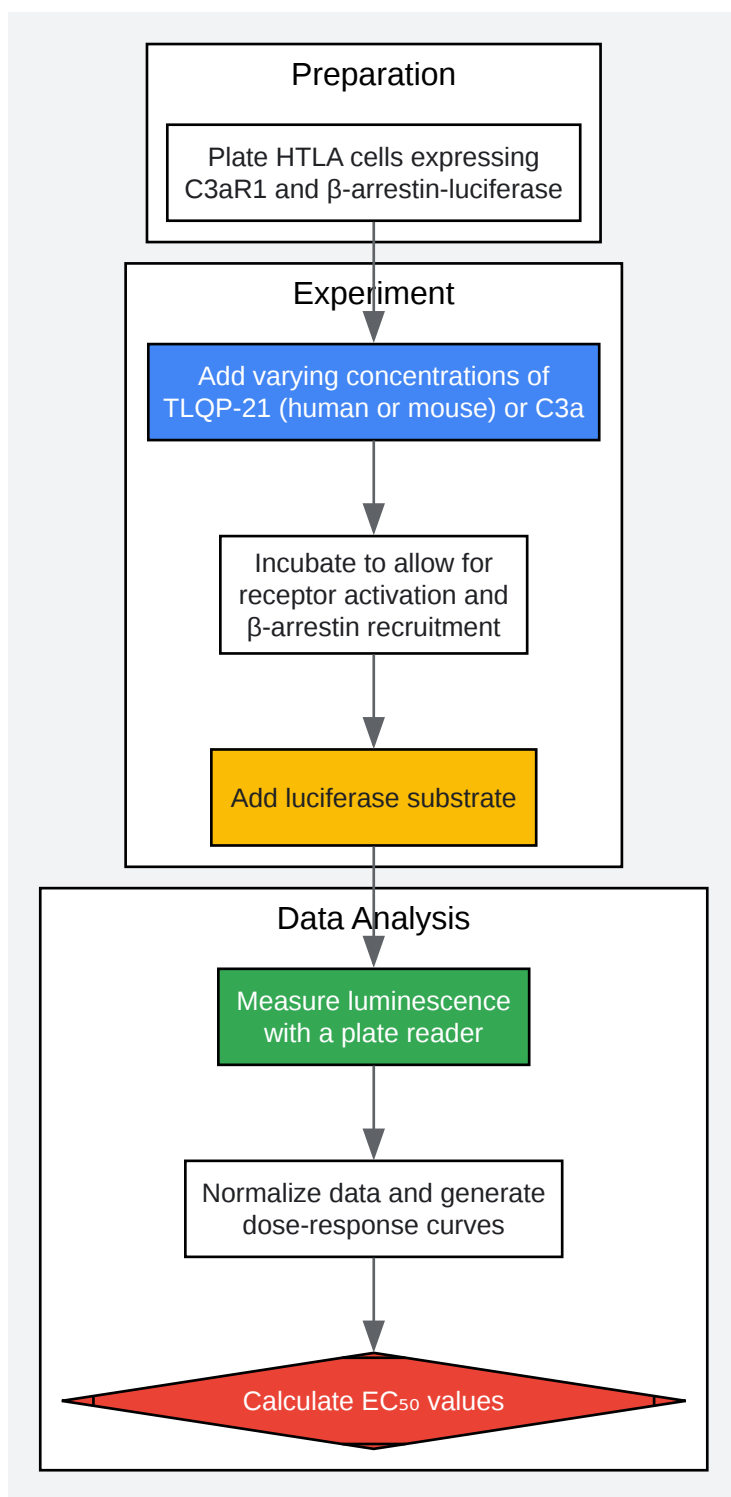 Preparation
Plate HTLA cells expressing
C3aR1 and β-arrestin-luciferase
Experiment
Add varying concentrations of
TLQP-21 (human or mouse) or C3a
Incubate to allow for
receptor activation and
β-arrestin recruitment
Add luciferase substrate
Data Analysis
Measure luminescence
with a plate reader
Normalize data and generate
dose-response curves
Calculate EC₅₀ values